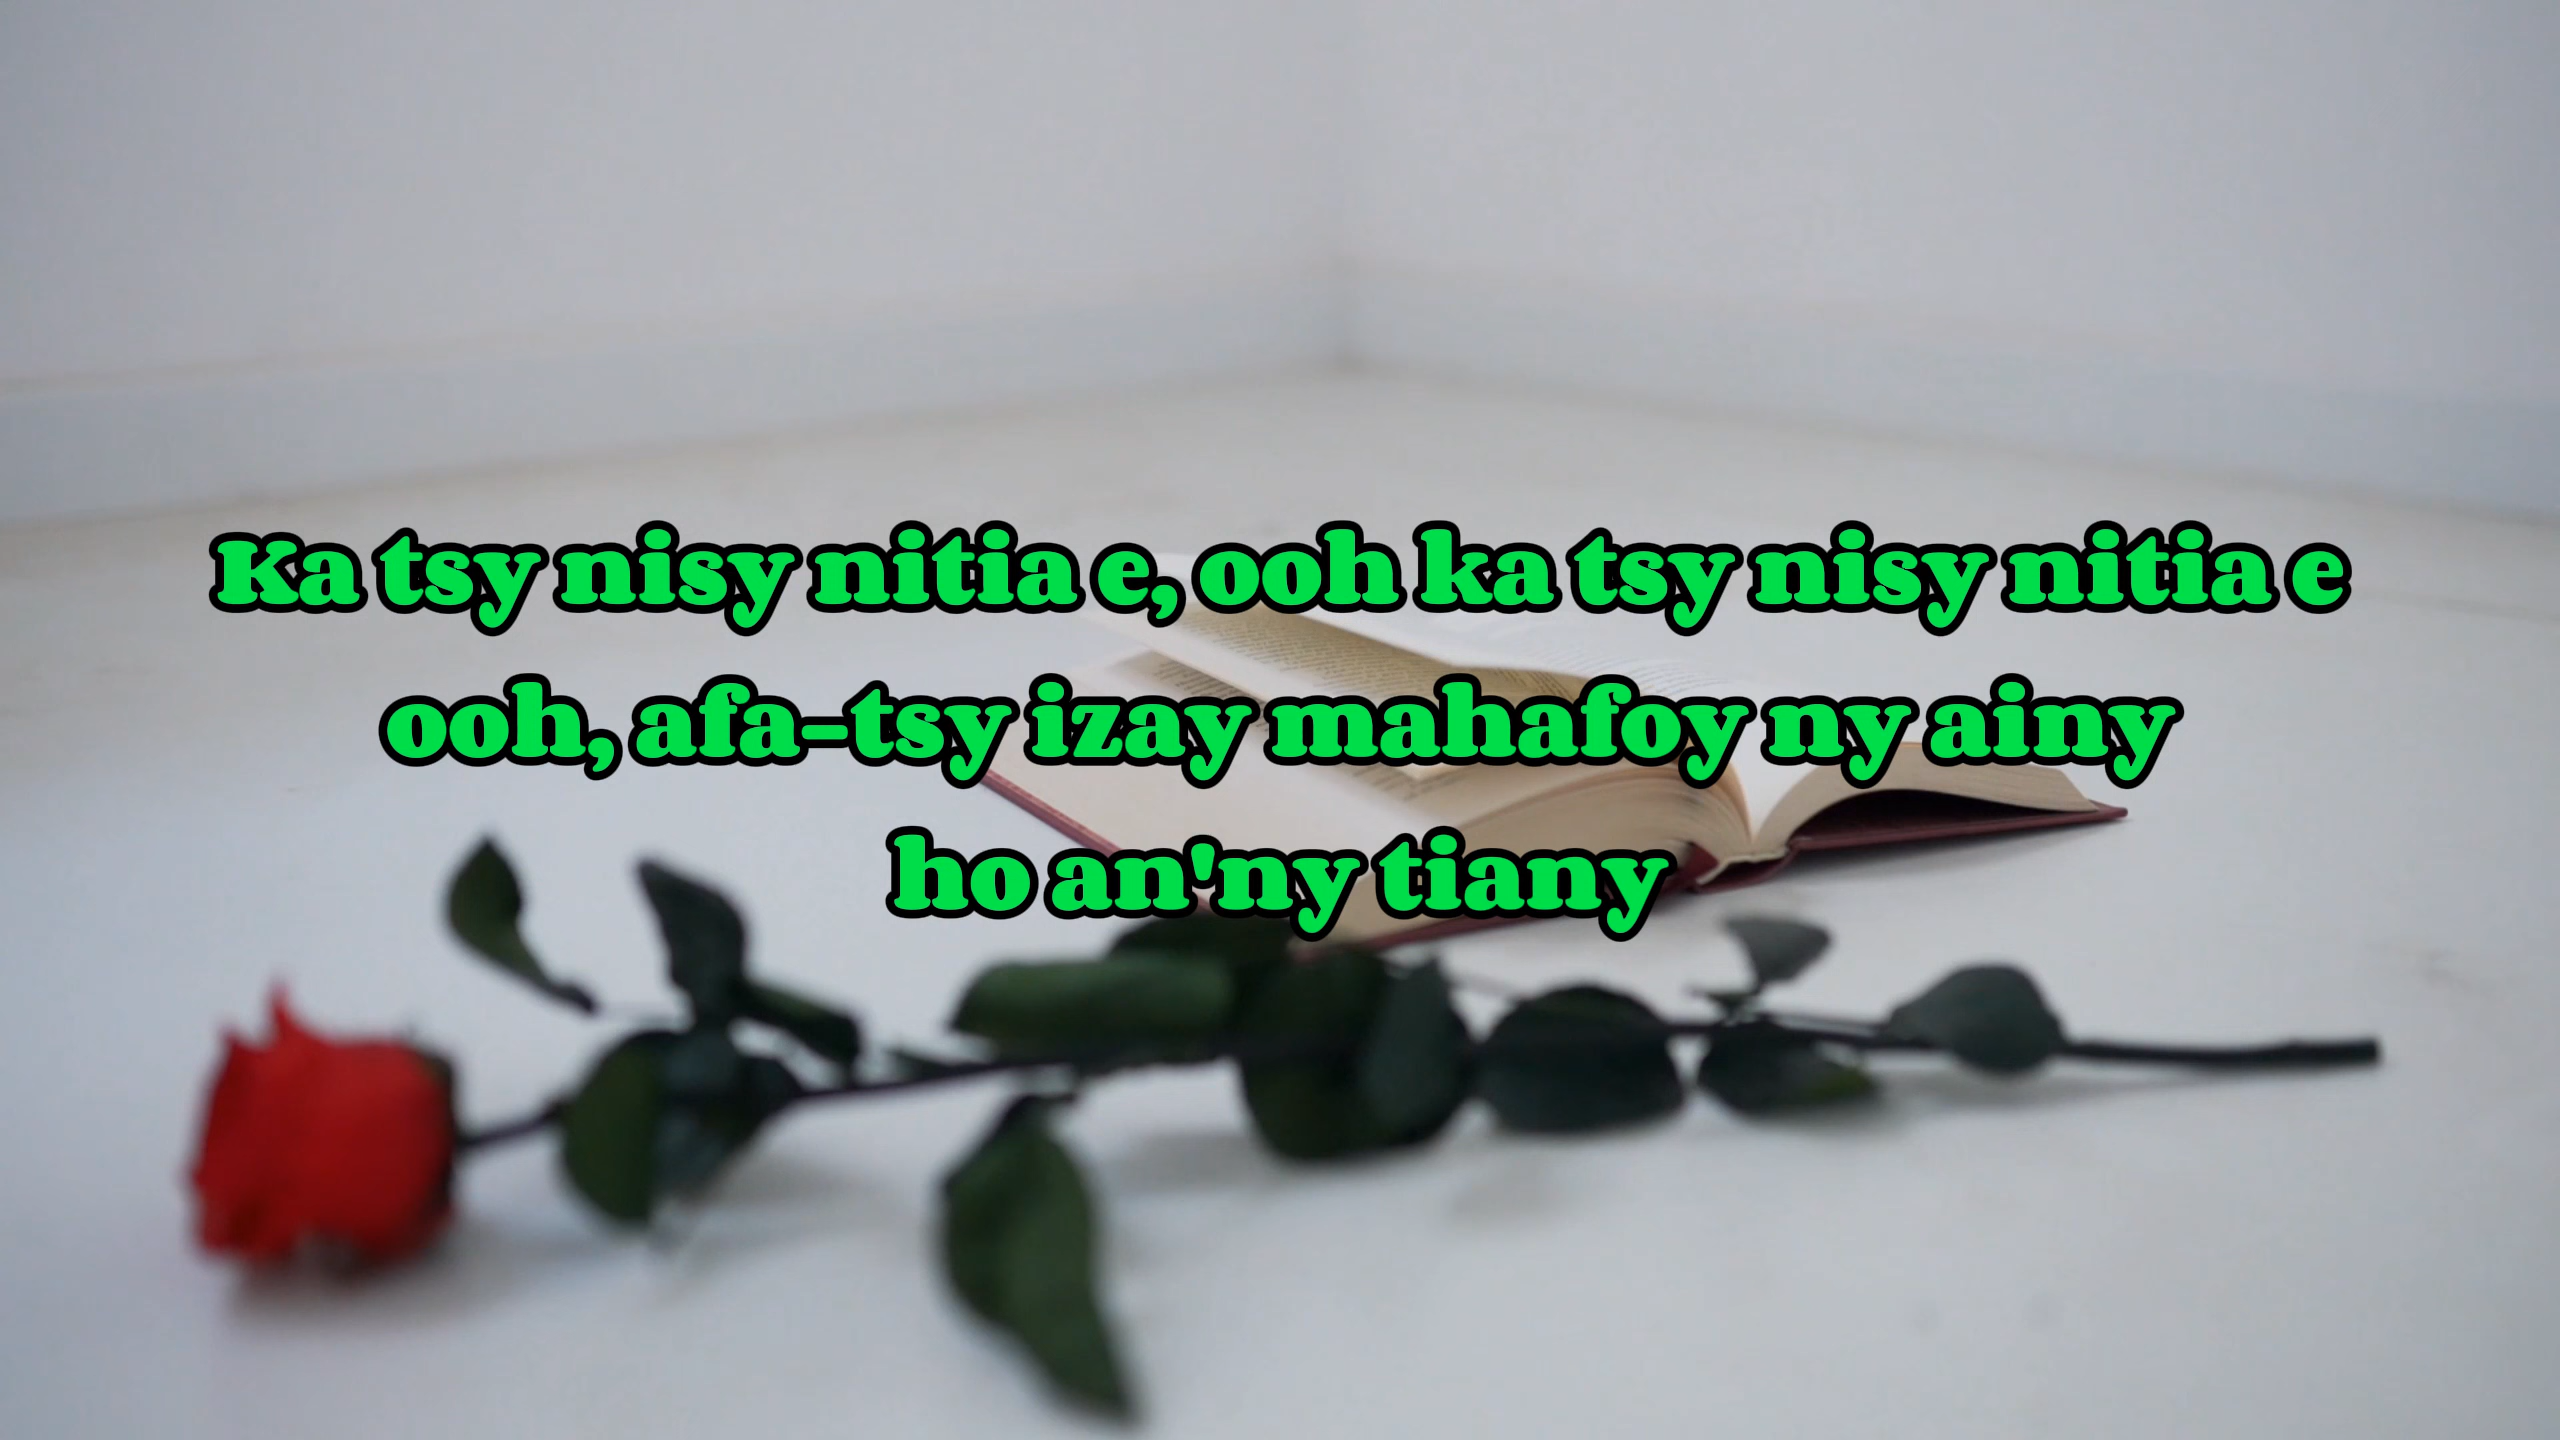 Ka tsy nisy nitia e, ooh ka tsy nisy nitia e
ooh, afa-tsy izay mahafoy ny ainy
ho an'ny tiany